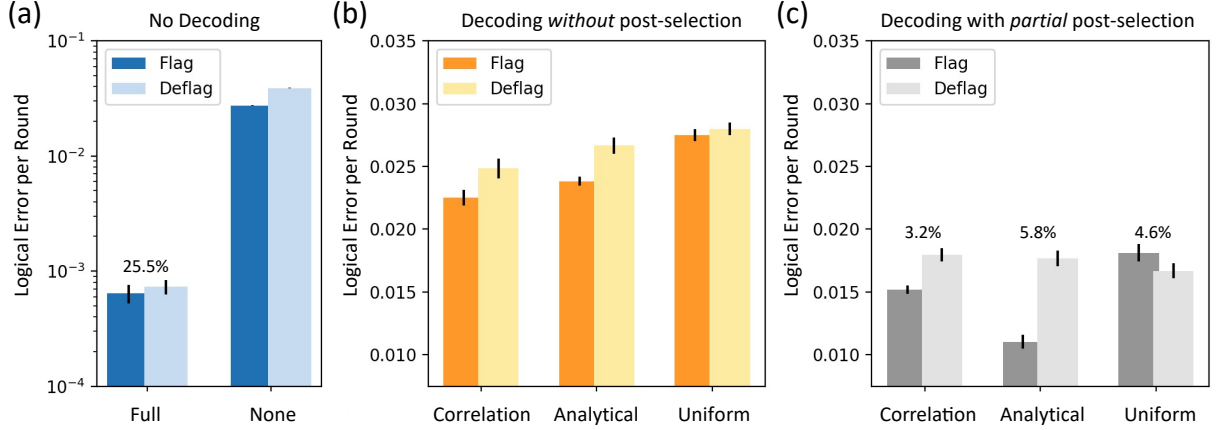 (a)
No Decoding
Logical Error per Round
10⁻¹
10⁻²
10⁻³
10⁻⁴
Flag
Deflag
25.5%
Full
None
(b)
Decoding without post-selection
Logical Error per Round
0.035
0.030
0.025
0.020
0.015
0.010
Flag
Deflag
Correlation
Analytical
Uniform
(c)
Decoding with partial post-selection
Logical Error per Round
0.035
0.030
0.025
0.020
0.015
0.010
Flag
Deflag
3.2%
5.8%
4.6%
Correlation
Analytical
Uniform